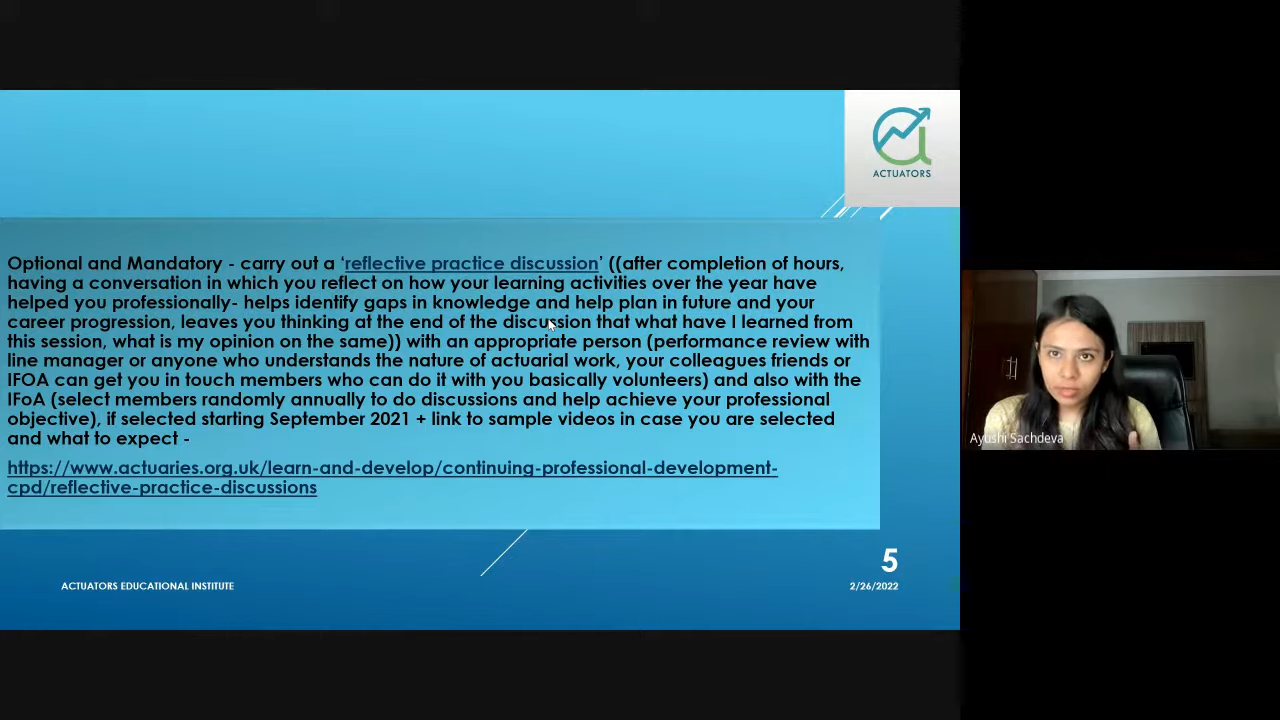 ACTUATORS
Optional and Mandatory - carry out a ‘reflective practice discussion’ ((after completion of hours,
having a conversation in which you reflect on how your learning activities over the year have
helped you professionally- helps identify gaps in knowledge and help plan in future and your
career progression, leaves you thinking at the end of the discussion that what have I learned from
this session, what is my opinion on the same)) with an appropriate person (performance review with
line manager or anyone who understands the nature of actuarial work, your colleagues friends or
IFOA can get you in touch members who can do it with you basically volunteers) and also with the
IFoA (select members randomly annually to do discussions and help achieve your professional
objective), if selected starting September 2021 + link to sample videos in case you are selected
and what to expect -
https://www.actuaries.org.uk/learn-and-develop/continuing-professional-development-
cpd/reflective-practice-discussions
Ayushi Sachdeva
5
ACTUATORS EDUCATIONAL INSTITUTE
2/26/2022